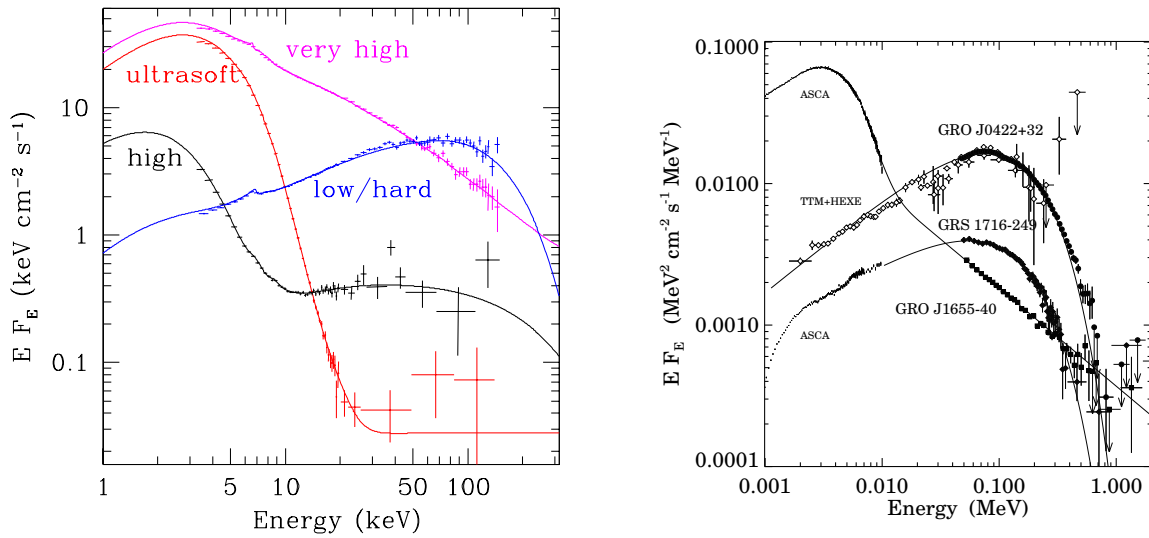 very high
ultrasoft
high
low/hard
10
1
0.1
E F_E (keV cm⁻² s⁻¹)
1
5
10
50
100
Energy (keV)
0.1000
0.0100
0.0010
0.0001
E F_E (MeV² cm⁻² s⁻¹ MeV⁻¹)
ASCA
GRO J0422+32
TTM+HEXE
GRS 1716-249
GRO J1655-40
ASCA
0.001
0.010
0.100
1.000
Energy (MeV)